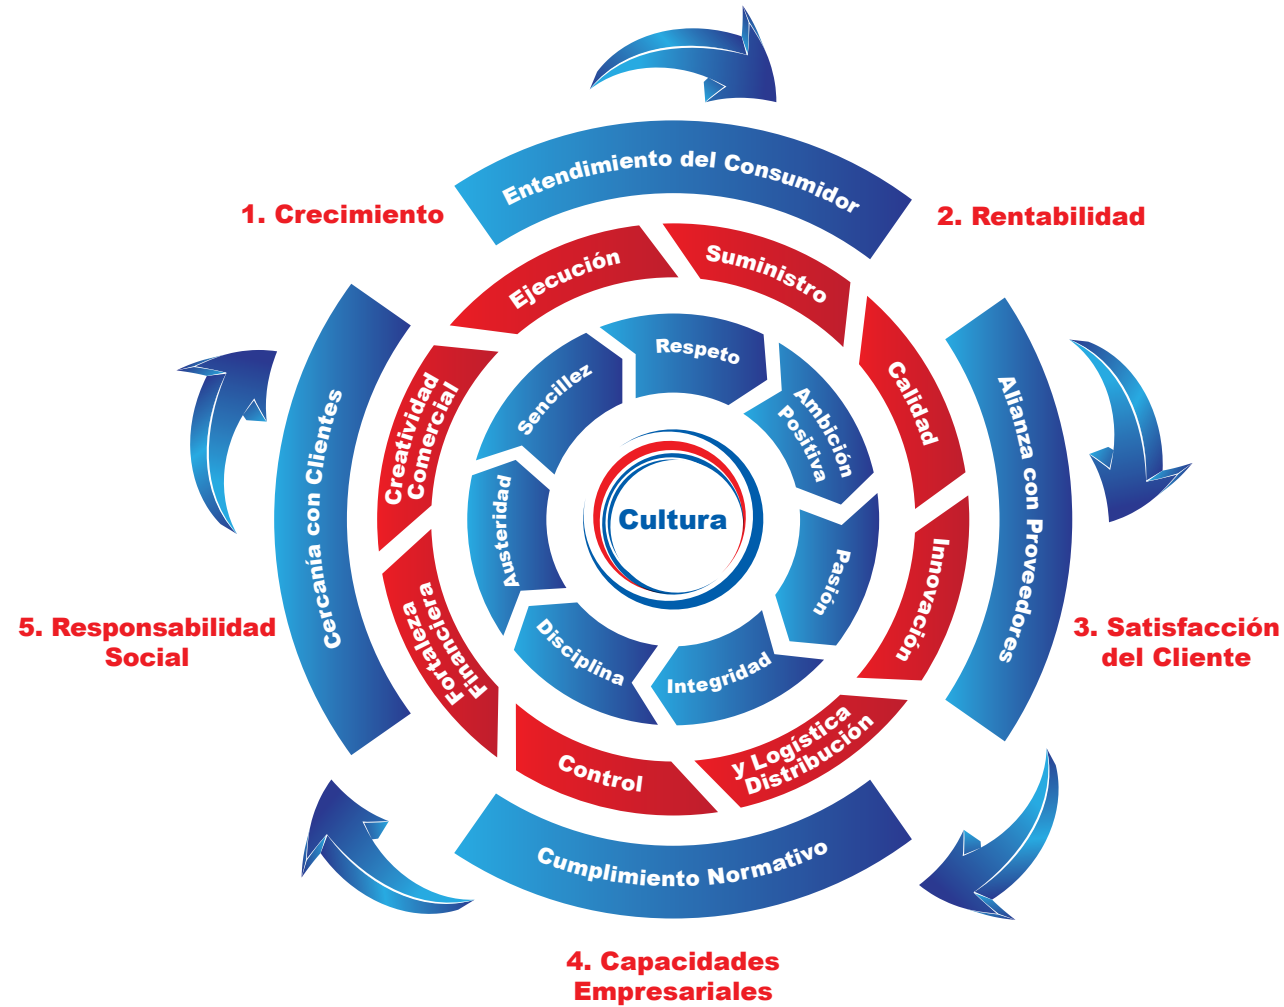 Entendimiento del Consumidor
1. Crecimiento
2. Rentabilidad
Ejecución
Suministro
Respeto
Sencillez
Ambición
Positiva
Calidad
Creatividad
Comercial
Cercanía con Clientes
Alianza con Proveedores
Austeridad
Cultura
Pasión
Innovación
Fortaleza
Financiera
Disciplina
Integridad
5. Responsabilidad
Social
3. Satisfacción
del Cliente
Control
y Logística
Distribución
Cumplimiento Normativo
4. Capacidades
Empresariales